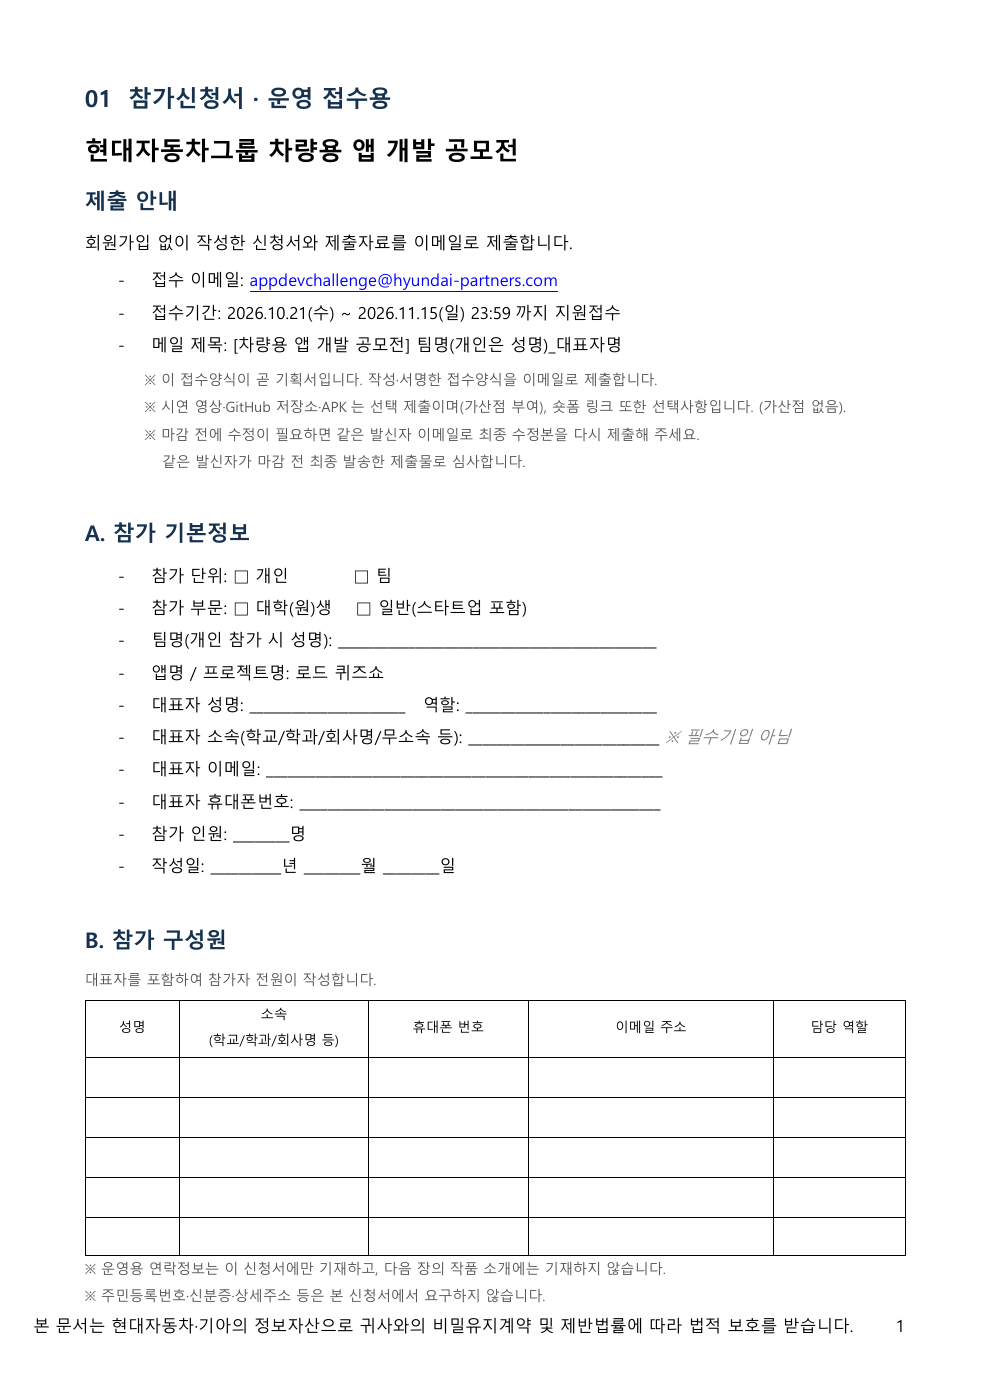 01 참가신청서 · 운영 접수용
현대자동차그룹 차량용 앱 개발 공모전
제출 안내
회원가입 없이 작성한 신청서와 제출자료를 이메일로 제출합니다.
- 접수 이메일: appdevchallenge@hyundai-partners.com
- 접수기간: 2026.10.21(수) ~ 2026.11.15(일) 23:59 까지 지원접수
- 메일 제목: [차량용 앱 개발 공모전] 팀명(개인은 성명)_대표자명
※ 이 접수양식이 곧 기획서입니다. 작성·서명한 접수양식을 이메일로 제출합니다.
※ 시연 영상·GitHub 저장소·APK 는 선택 제출이며(가산점 부여), 숏폼 링크 또한 선택사항입니다. (가산점 없음).
※ 마감 전에 수정이 필요하면 같은 발신자 이메일로 최종 수정본을 다시 제출해 주세요.
같은 발신자가 마감 전 최종 발송한 제출물로 심사합니다.
A. 참가 기본정보
- 참가 단위: □ 개인 □ 팀
- 참가 부문: □ 대학(원)생 □ 일반(스타트업 포함)
- 팀명(개인 참가 시 성명): ____________________
- 앱명 / 프로젝트명: 로드 퀴즈쇼
- 대표자 성명: __________ 역할: ____________
- 대표자 소속(학교/학과/회사명/무소속 등): ____________ ※ 필수기입 아님
- 대표자 이메일: ____________________
- 대표자 휴대폰번호: ____________________
- 참가 인원: ____명
- 작성일: _____년 ____월 ____일
B. 참가 구성원
대표자를 포함하여 참가자 전원이 작성합니다.
성명 소속 (학교/학과/회사명 등) 휴대폰 번호 이메일 주소 담당 역할
※ 운영용 연락정보는 이 신청서에만 기재하고, 다음 장의 작품 소개에는 기재하지 않습니다.
※ 주민등록번호·신분증·상세주소 등은 본 신청서에서 요구하지 않습니다.
본 문서는 현대자동차·기아의 정보자산으로 귀사와의 비밀유지계약 및 제반법률에 따라 법적 보호를 받습니다. 1